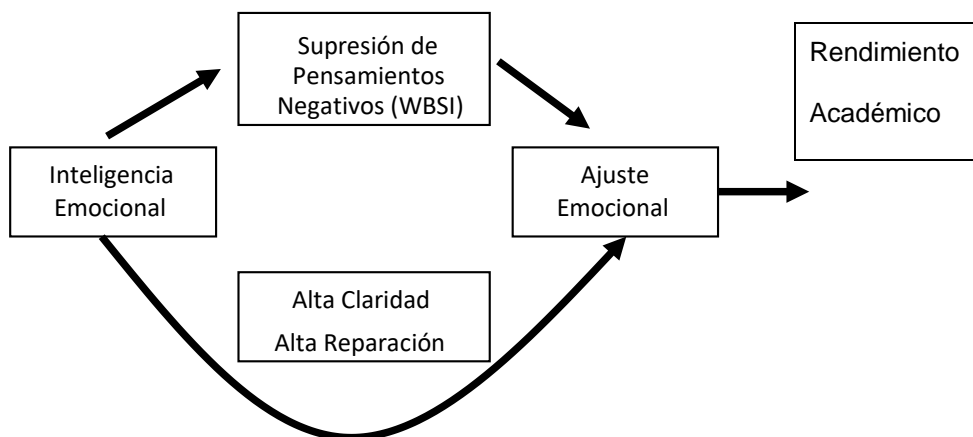 Supresión de
Pensamientos
Negativos (WBSI)
Rendimiento
Académico
Inteligencia
Emocional
Ajuste
Emocional
Alta Claridad
Alta Reparación